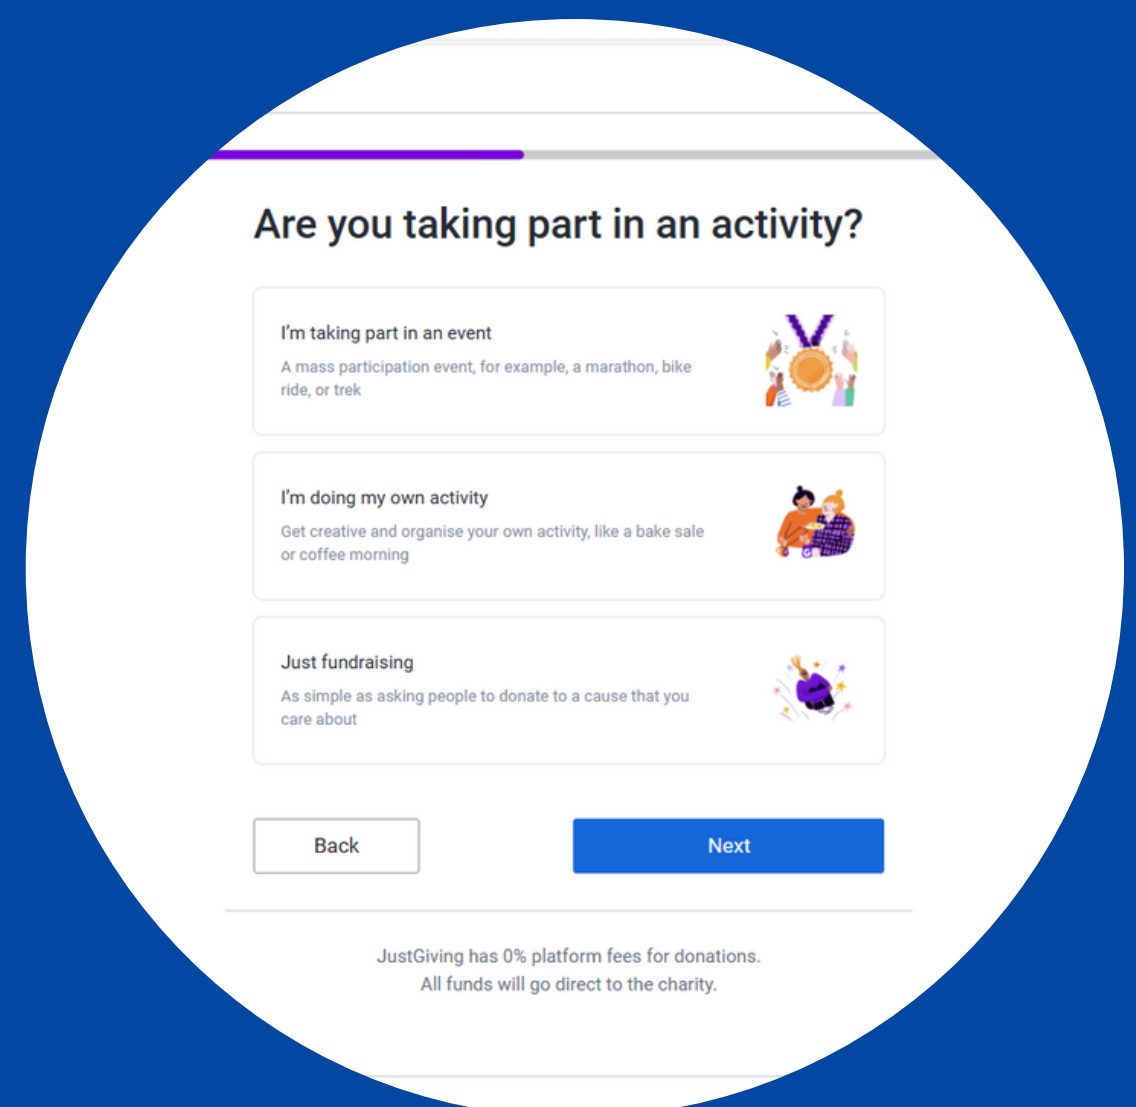 Are you taking part in an activity?
I'm taking part in an event
A mass participation event, for example, a marathon, bike
ride, or trek
I'm doing my own activity
Get creative and organise your own activity, like a bake sale
or coffee morning
Just fundraising
As simple as asking people to donate to a cause that you
care about
Back
Next
JustGiving has 0% platform fees for donations.
All funds will go direct to the charity.